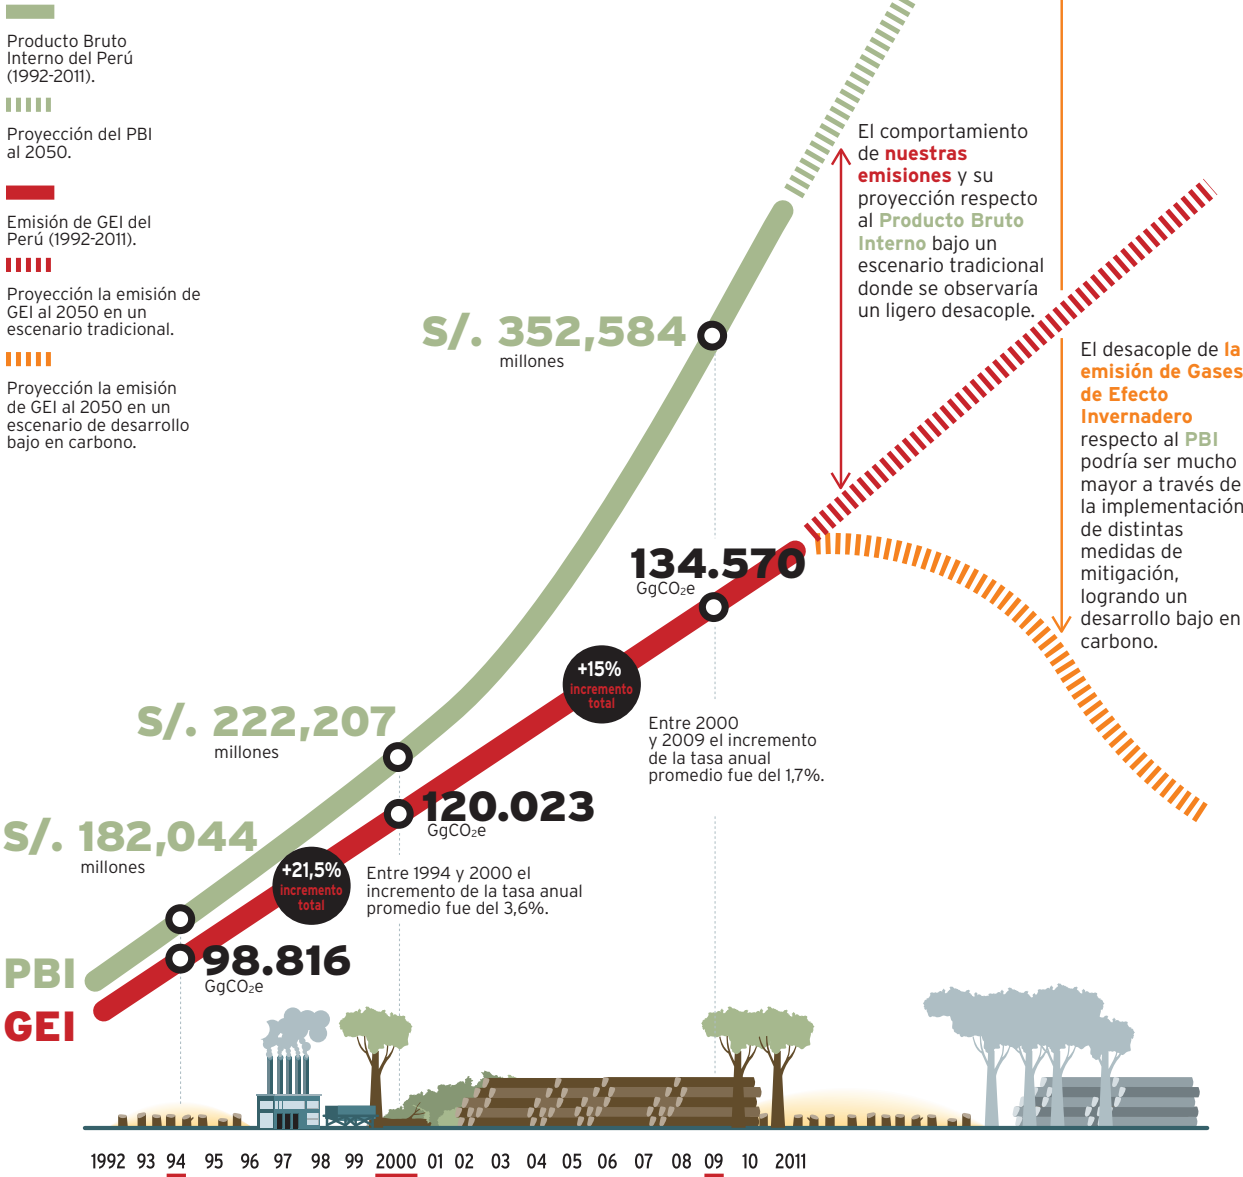 Producto Bruto
Interno del Perú
(1992-2011).
Proyección del PBI
al 2050.
Emisión de GEI del
Perú (1992-2011).
Proyección la emisión de
GEI al 2050 en un
escenario tradicional.
Proyección la emisión
de GEI al 2050 en un
escenario de desarrollo
bajo en carbono.
El comportamiento
de nuestras
emisiones y su
proyección respecto
al Producto Bruto
Interno bajo un
escenario tradicional
donde se observaría
un ligero desacople.
El desacople de la
emisión de Gases
de Efecto
Invernadero
respecto al PBI
podría ser mucho
mayor a través de
la implementación
de distintas
medidas de
mitigación,
logrando un
desarrollo bajo en
carbono.
S/. 352,584
millones
134.570
GgCO₂e
+15%
incremento
total
Entre 2000
y 2009 el incremento
de la tasa anual
promedio fue del 1,7%.
S/. 222,207
millones
120.023
GgCO₂e
S/. 182,044
millones
+21,5%
incremento
total
Entre 1994 y 2000 el
incremento de la tasa anual
promedio fue del 3,6%.
98.816
GgCO₂e
PBI
GEI
1992 93 94 95 96 97 98 99 2000 01 02 03 04 05 06 07 08 09 10 2011